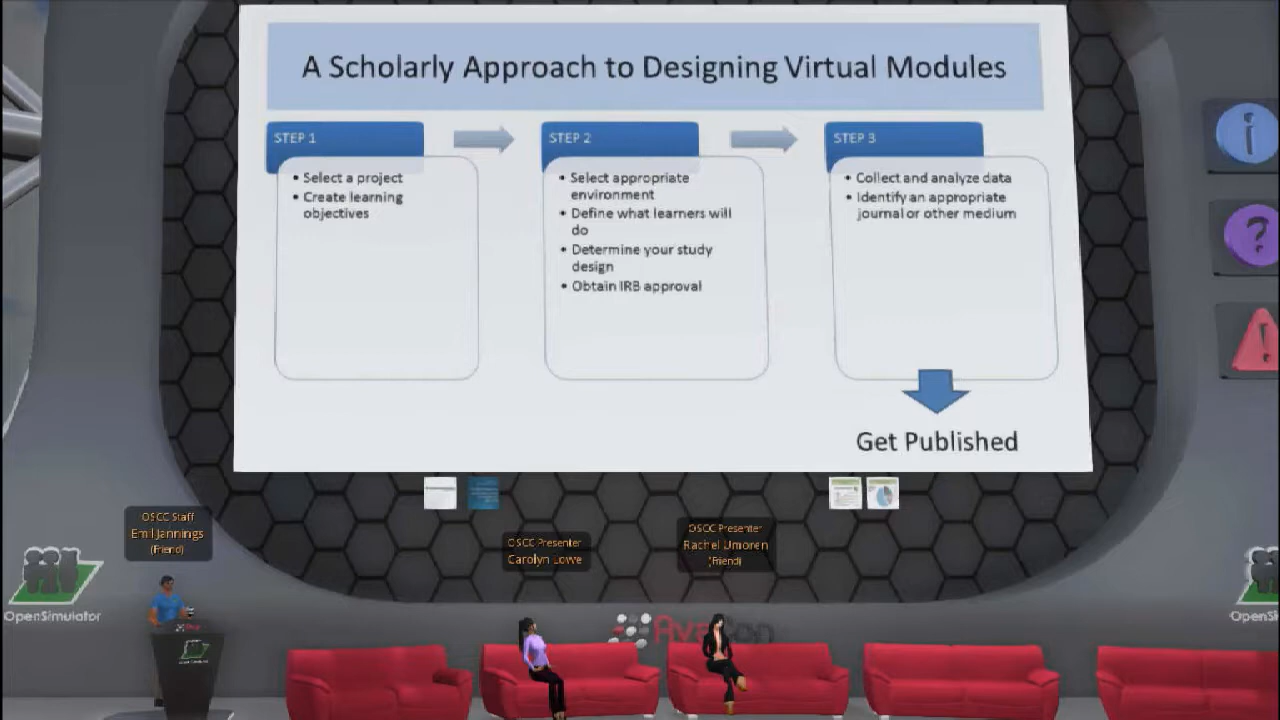 A Scholarly Approach to Designing Virtual Modules
STEP 1
• Select a project
• Create learning
objectives
STEP 2
• Select appropriate
environment
• Define what learners will
do
• Determine your study
design
• Obtain IRB approval
STEP 3
• Collect and analyze data
• Identify an appropriate
journal or other medium
Get Published
OSCC Staff
Emil Jannings
(Friend)
OSCC Presenter
Carolyn Lowe
OSCC Presenter
Rachel Umoren
(Friend)
OpenSimulator
AvaCon
OpenSi